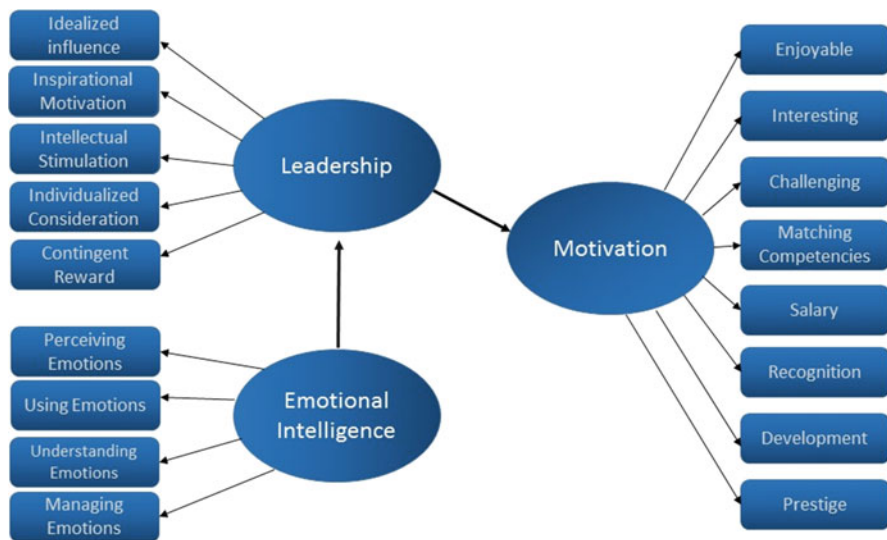 Idealized
influence
Inspirational
Motivation
Intellectual
Stimulation
Individualized
Consideration
Contingent
Reward
Leadership
Perceiving
Emotions
Using Emotions
Understanding
Emotions
Managing
Emotions
Emotional
Intelligence
Motivation
Enjoyable
Interesting
Challenging
Matching
Competencies
Salary
Recognition
Development
Prestige